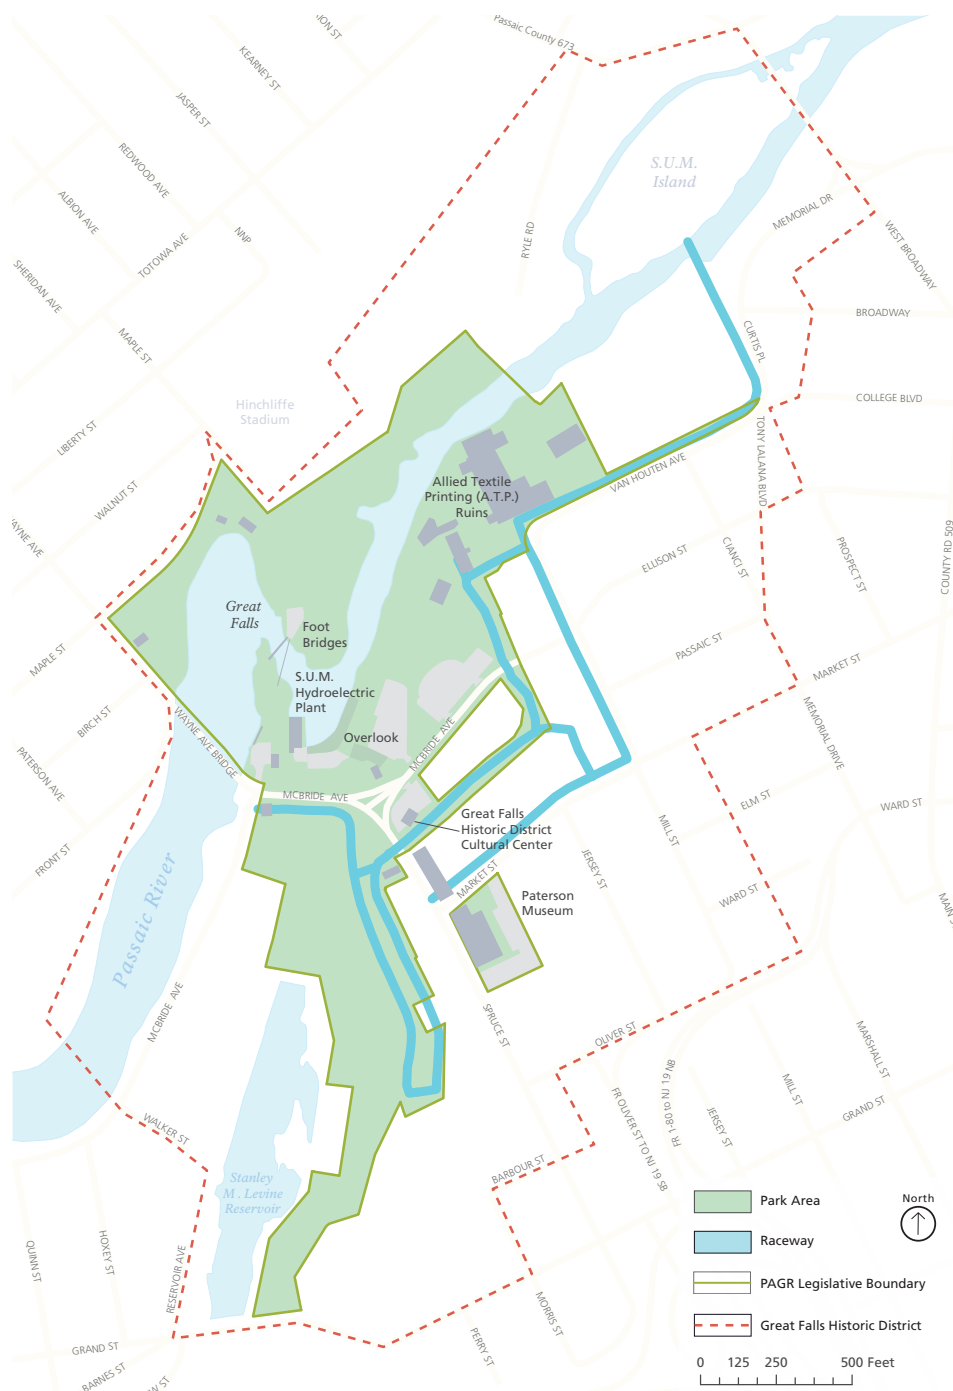 Passaic County 673
KEARNEY ST
JASPER ST
REDWOOD AVE
ALBION AVE
NNP
TOTOWA AVE
SHERIDAN AVE
MAPLE ST
S.U.M.
Island
MEMORIAL DR
WEST BROADWAY
RYLE RD
BROADWAY
CURTIS PL
COLLEGE BLVD
Hinchliffe
Stadium
LIBERTY ST
WALNUT ST
TONY LALANA BLVD
VAN HOUTEN AVE
Allied Textile
Printing (A.T.P.)
Ruins
ELLISON ST
CIANCI ST
PROSPECT ST
COUNTY RD 509
Great
Falls
Foot
Bridges
PASSAIC ST
MARKET ST
MAPLE ST
S.U.M.
Hydroelectric
Plant
BIRCH ST
WAYNE AVE BRIDGE
Overlook
MCBRIDE AVE
MEMORIAL DRIVE
PATERSON AVE
MCBRIDE AVE
ELM ST
WARD ST
Great Falls
Historic District
Cultural Center
MILL ST
FRONT ST
JERSEY ST
MARKET ST
WARD ST
Paterson
Museum
Passaic River
MCBRIDE AVE
SPRUCE ST
OLIVER ST
MARSHALL ST
FR OLIVER ST TO NJ 19 SB
FR I-80 to NJ 19 NB
JERSEY ST
MILL ST
GRAND ST
WALKER ST
BARBOUR ST
Stanley
M. Levine
Reservoir
Park Area
North
Raceway
PAGR Legislative Boundary
Great Falls Historic District
QUINN ST
HOXEY ST
RESERVOIR AVE
MORRIS ST
PERRY ST
GRAND ST
BARNES ST
0 125 250 500 Feet